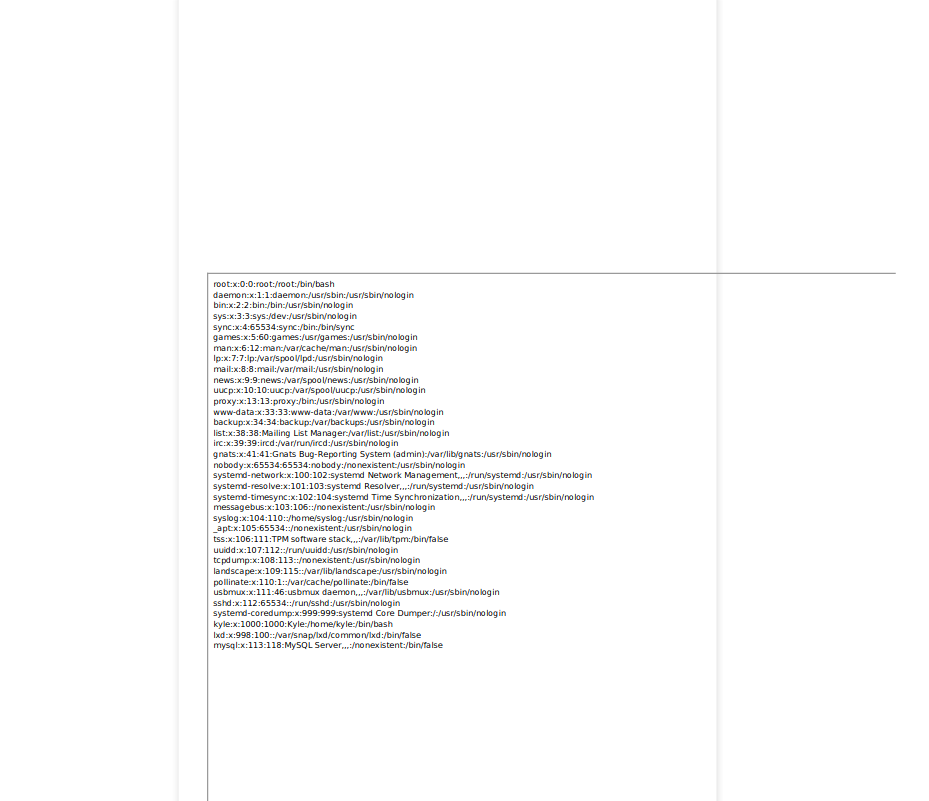 root:x:0:0:root:/root:/bin/bash
daemon:x:1:1:daemon:/usr/sbin:/usr/sbin/nologin
bin:x:2:2:bin:/bin:/usr/sbin/nologin
sys:x:3:3:sys:/dev:/usr/sbin/nologin
sync:x:4:65534:sync:/bin:/bin/sync
games:x:5:60:games:/usr/games:/usr/sbin/nologin
man:x:6:12:man:/var/cache/man:/usr/sbin/nologin
lp:x:7:7:lp:/var/spool/lpd:/usr/sbin/nologin
mail:x:8:8:mail:/var/mail:/usr/sbin/nologin
news:x:9:9:news:/var/spool/news:/usr/sbin/nologin
uucp:x:10:10:uucp:/var/spool/uucp:/usr/sbin/nologin
proxy:x:13:13:proxy:/bin:/usr/sbin/nologin
www-data:x:33:33:www-data:/var/www:/usr/sbin/nologin
backup:x:34:34:backup:/var/backups:/usr/sbin/nologin
list:x:38:38:Mailing List Manager:/var/list:/usr/sbin/nologin
irc:x:39:39:ircd:/var/run/ircd:/usr/sbin/nologin
gnats:x:41:41:Gnats Bug-Reporting System (admin):/var/lib/gnats:/usr/sbin/nologin
nobody:x:65534:65534:nobody:/nonexistent:/usr/sbin/nologin
systemd-network:x:100:102:systemd Network Management,,,:/run/systemd:/usr/sbin/nologin
systemd-resolve:x:101:103:systemd Resolver,,,:/run/systemd:/usr/sbin/nologin
systemd-timesync:x:102:104:systemd Time Synchronization,,,:/run/systemd:/usr/sbin/nologin
messagebus:x:103:106::/nonexistent:/usr/sbin/nologin
syslog:x:104:110::/home/syslog:/usr/sbin/nologin
_apt:x:105:65534::/nonexistent:/usr/sbin/nologin
tss:x:106:111:TPM software stack,,,:/var/lib/tpm:/bin/false
uuidd:x:107:112::/run/uuidd:/usr/sbin/nologin
tcpdump:x:108:113::/nonexistent:/usr/sbin/nologin
landscape:x:109:115::/var/lib/landscape:/usr/sbin/nologin
pollinate:x:110:1::/var/cache/pollinate:/bin/false
usbmux:x:111:46:usbmux daemon,,,:/var/lib/usbmux:/usr/sbin/nologin
sshd:x:112:65534::/run/sshd:/usr/sbin/nologin
systemd-coredump:x:999:999:systemd Core Dumper:/:/usr/sbin/nologin
kyle:x:1000:1000:Kyle:/home/kyle:/bin/bash
lxd:x:998:100::/var/snap/lxd/common/lxd:/bin/false
mysql:x:113:118:MySQL Server,,,:/nonexistent:/bin/false